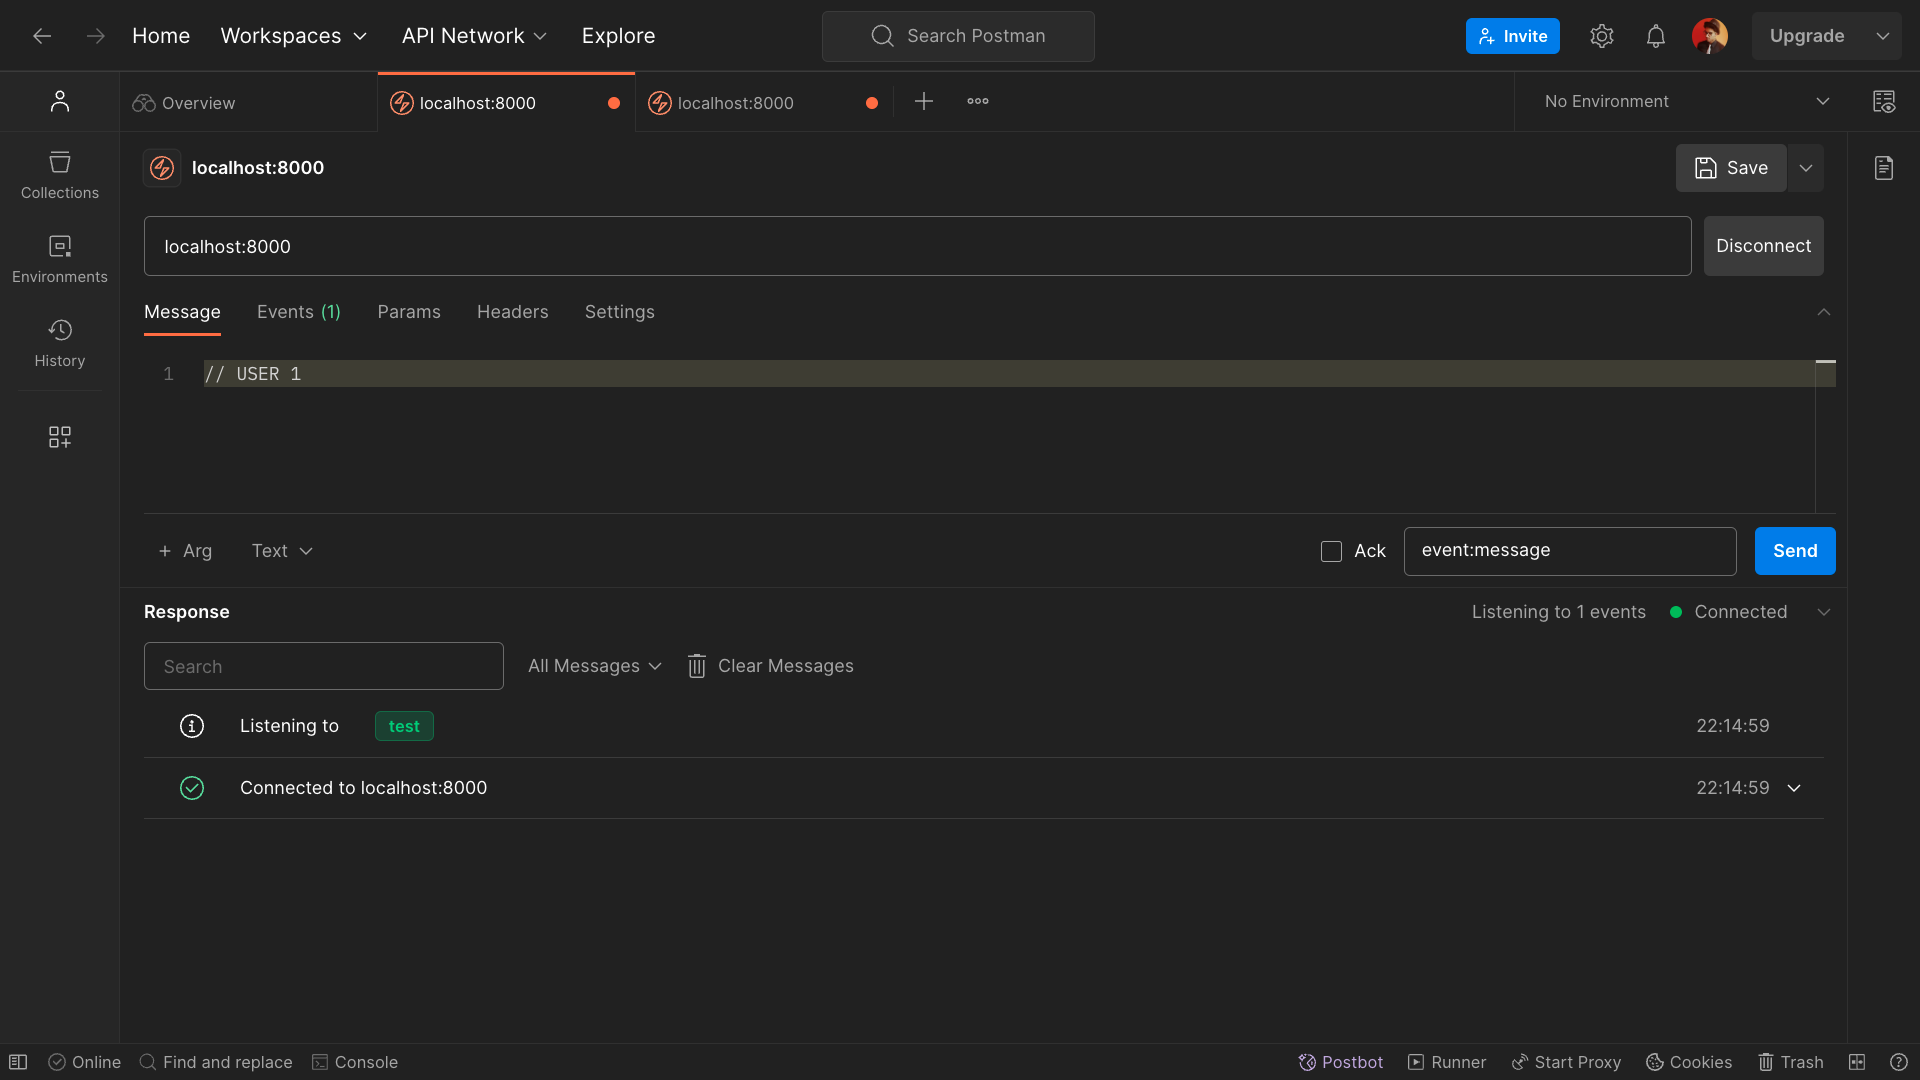 Home Workspaces API Network Explore Search Postman Invite Upgrade
Overview localhost:8000 localhost:8000 No Environment
localhost:8000 Save
Collections
localhost:8000 Disconnect
Environments
Message Events (1) Params Headers Settings
History
1 // USER 1
+ Arg Text Ack event:message Send
Response Listening to 1 events Connected
Search All Messages Clear Messages
Listening to test 22:14:59
Connected to localhost:8000 22:14:59
Online Find and replace Console Postbot Runner Start Proxy Cookies Trash